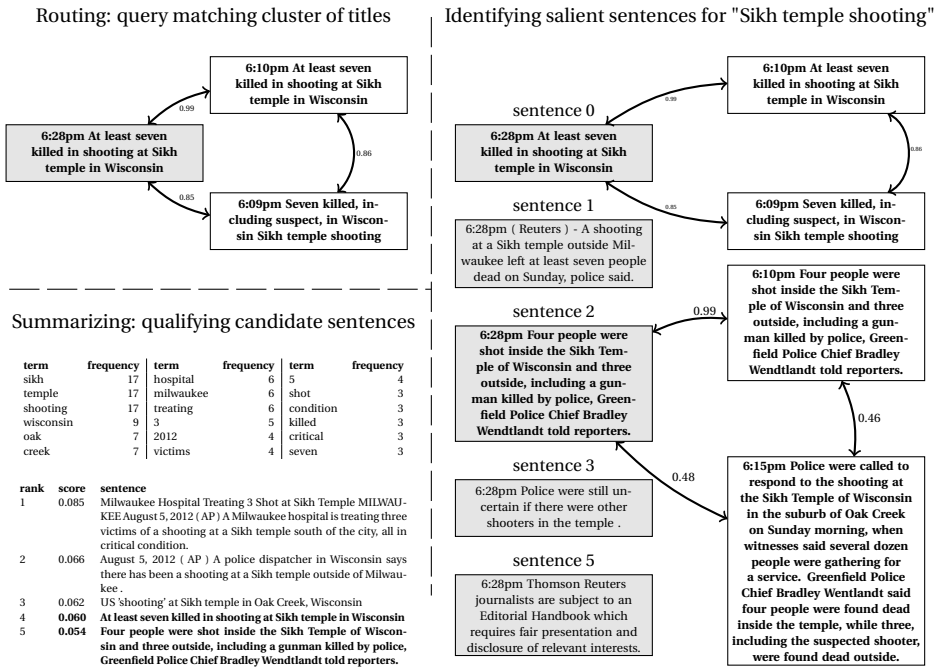 Routing: query matching cluster of titles
6:10pm At least seven
killed in shooting at Sikh
temple in Wisconsin
0.99
6:28pm At least seven
killed in shooting at Sikh
temple in Wisconsin
0.86
0.85
6:09pm Seven killed, in-
cluding suspect, in Wiscon-
sin Sikh temple shooting
Summarizing: qualifying candidate sentences
term frequency term frequency term frequency
sikh 17 hospital 6 5 4
temple 17 milwaukee 6 shot 3
shooting 17 treating 6 condition 3
wisconsin 9 3 5 killed 3
oak 7 2012 4 critical 3
creek 7 victims 4 seven 3
rank score sentence
1 0.085 Milwaukee Hospital Treating 3 Shot at Sikh Temple MILWAU-
KEE August 5, 2012 ( AP ) A Milwaukee hospital is treating three
victims of a shooting at a Sikh temple south of the city, all in
critical condition.
2 0.066 August 5, 2012 ( AP ) A police dispatcher in Wisconsin says
there has been a shooting at a Sikh temple outside of Milwau-
kee .
3 0.062 US 'shooting' at Sikh temple in Oak Creek, Wisconsin
4 0.060 At least seven killed in shooting at Sikh temple in Wisconsin
5 0.054 Four people were shot inside the Sikh Temple of Wiscon-
sin and three outside, including a gunman killed by police,
Greenfield Police Chief Bradley Wendtlandt told reporters.
Identifying salient sentences for "Sikh temple shooting"
6:10pm At least seven
killed in shooting at Sikh
temple in Wisconsin
0.99
sentence 0
6:28pm At least seven
killed in shooting at Sikh
temple in Wisconsin
0.86
0.85
6:09pm Seven killed, in-
cluding suspect, in Wiscon-
sin Sikh temple shooting
sentence 1
6:28pm ( Reuters ) - A shooting
at a Sikh temple outside Mil-
waukee left at least seven people
dead on Sunday, police said.
sentence 2
6:28pm Four people were
shot inside the Sikh Tem-
ple of Wisconsin and three
outside, including a gun-
man killed by police, Green-
field Police Chief Bradley
Wendtlandt told reporters.
0.99
6:10pm Four people were
shot inside the Sikh Tem-
ple of Wisconsin and three
outside, including a gun-
man killed by police, Green-
field Police Chief Bradley
Wendtlandt told reporters.
0.46
0.48
sentence 3
6:28pm Police were still un-
certain if there were other
shooters in the temple .
6:15pm Police were called to
respond to the shooting at
the Sikh Temple of Wisconsin
in the suburb of Oak Creek
on Sunday morning, when
witnesses said several dozen
people were gathering for
a service. Greenfield Police
Chief Bradley Wentlandt said
four people were found dead
inside the temple, while three,
including the suspected shooter,
were found dead outside.
sentence 5
6:28pm Thomson Reuters
journalists are subject to an
Editorial Handbook which
requires fair presentation and
disclosure of relevant interests.